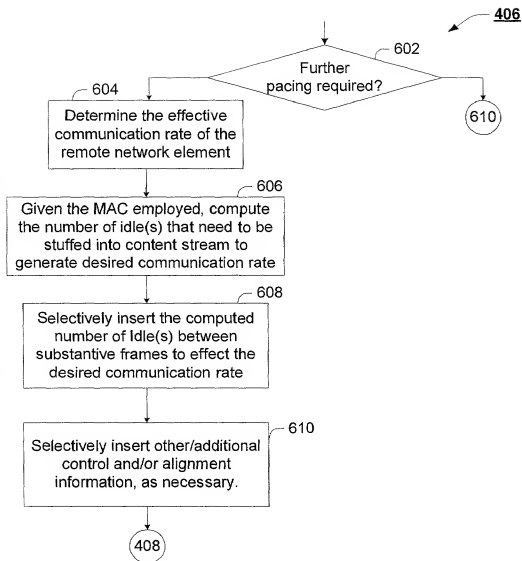 406
602
Further
pacing required?
610
604
Determine the effective
communication rate of the
remote network element
606
Given the MAC employed, compute
the number of idle(s) that need to be
stuffed into content stream to
generate desired communication rate
608
Selectively insert the computed
number of Idle(s) between
substantive frames to effect the
desired communication rate
610
Selectively insert other/additional
control and/or alignment
information, as necessary.
408